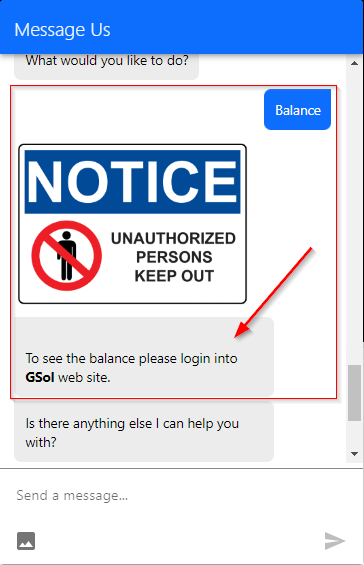 Message Us
What would you like to do?
Balance
NOTICE
UNAUTHORIZED
PERSONS
KEEP OUT
To see the balance please login into
GSol web site.
Is there anything else I can help you
with?
Send a message...